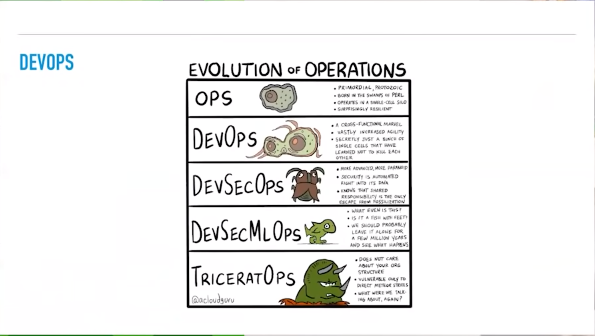 DEVOPS
EVOLUTION OF OPERATIONS
OPS
• PRIMORDIAL, PROTOZOIC
• BORN IN THE SWAMPS OF PERL
• OPERATES IN A SINGLE-CELL SILO
• SURPRISINGLY RESILIENT
DEVOPS
• A CROSS-FUNCTIONAL MARVEL
• VASTLY INCREASED AGILITY
• SECRETLY JUST A BUNCH OF
SINGLE CELLS THAT HAVE
LEARNED NOT TO KILL EACH
OTHER
DEVSECOPS
• MORE ADVANCED, MORE PARANOID
• SECURITY IS AUTOMATED
RIGHT INTO ITS DNA
• KNOWS THAT SHARED
RESPONSIBILITY IS THE ONLY
ESCAPE FROM FOSSILIZATION
DEVSECMLOPS
• WHAT EVEN IS THIS?
• IS IT A FISH WITH FEET?
• WE SHOULD PROBABLY
LEAVE IT ALONE FOR
A FEW MILLION YEARS
AND SEE WHAT HAPPENS
TRICERATOPS
• DOES NOT CARE
ABOUT YOUR ORG
STRUCTURE
• VULNERABLE ONLY TO
DIRECT METEOR STRIKES
• WHAT WERE WE TALK-
ING ABOUT, AGAIN?
@acloudguru